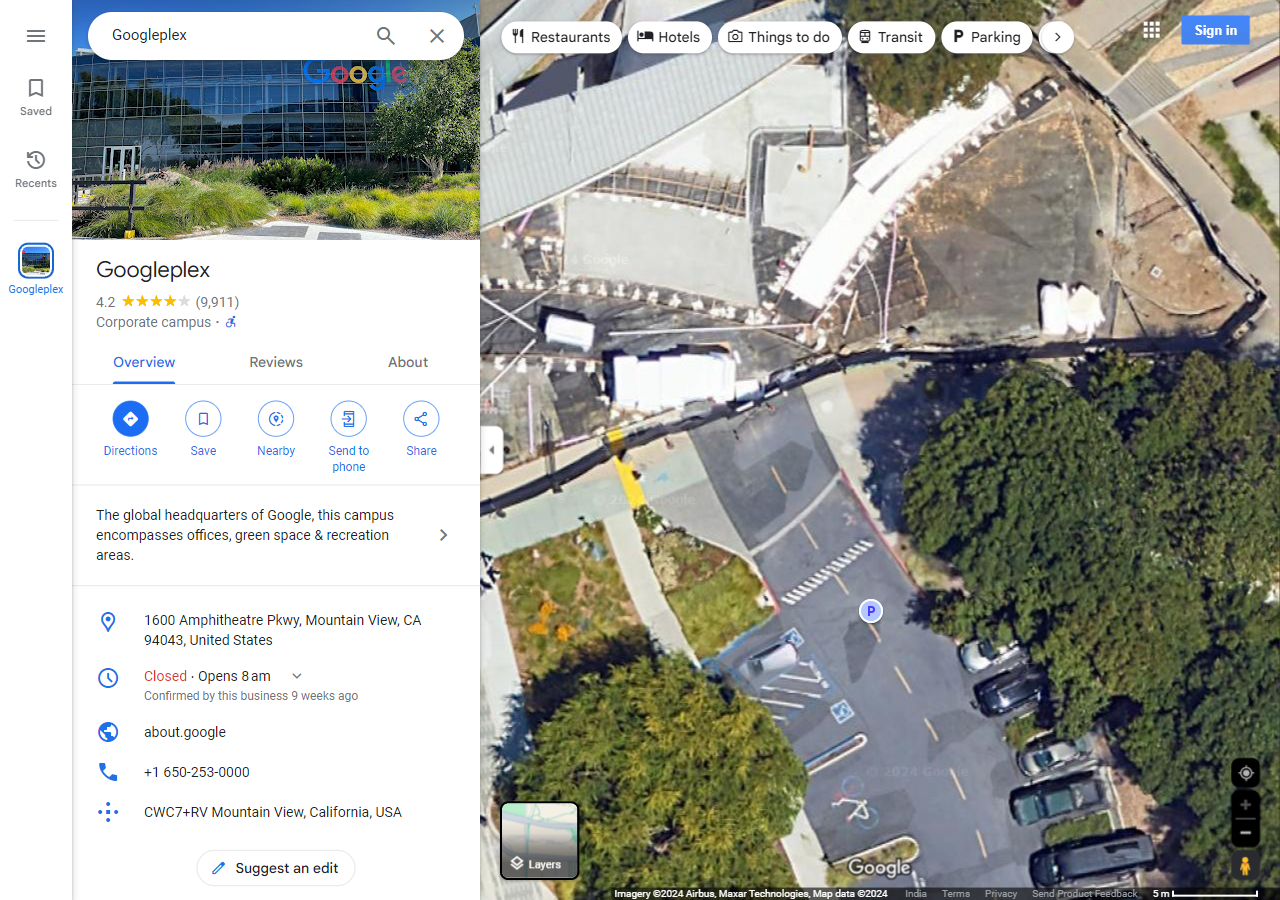 Googleplex
Restaurants
Hotels
Things to do
Transit
Parking
Sign in
Saved
Recents
Googleplex
Google
Googleplex
4.2 (9,911)
Corporate campus ·
Overview
Reviews
About
Directions
Save
Nearby
Send to
phone
Share
The global headquarters of Google, this campus
encompasses offices, green space & recreation
areas.
1600 Amphitheatre Pkwy, Mountain View, CA
94043, United States
Closed · Opens 8 am
Confirmed by this business 9 weeks ago
about.google
+1 650-253-0000
CWC7+RV Mountain View, California, USA
Suggest an edit
P
© 2024 Google
Layers
Google
Imagery ©2024 Airbus, Maxar Technologies, Map data ©2024
India
Terms
Privacy
Send Product Feedback
5 m